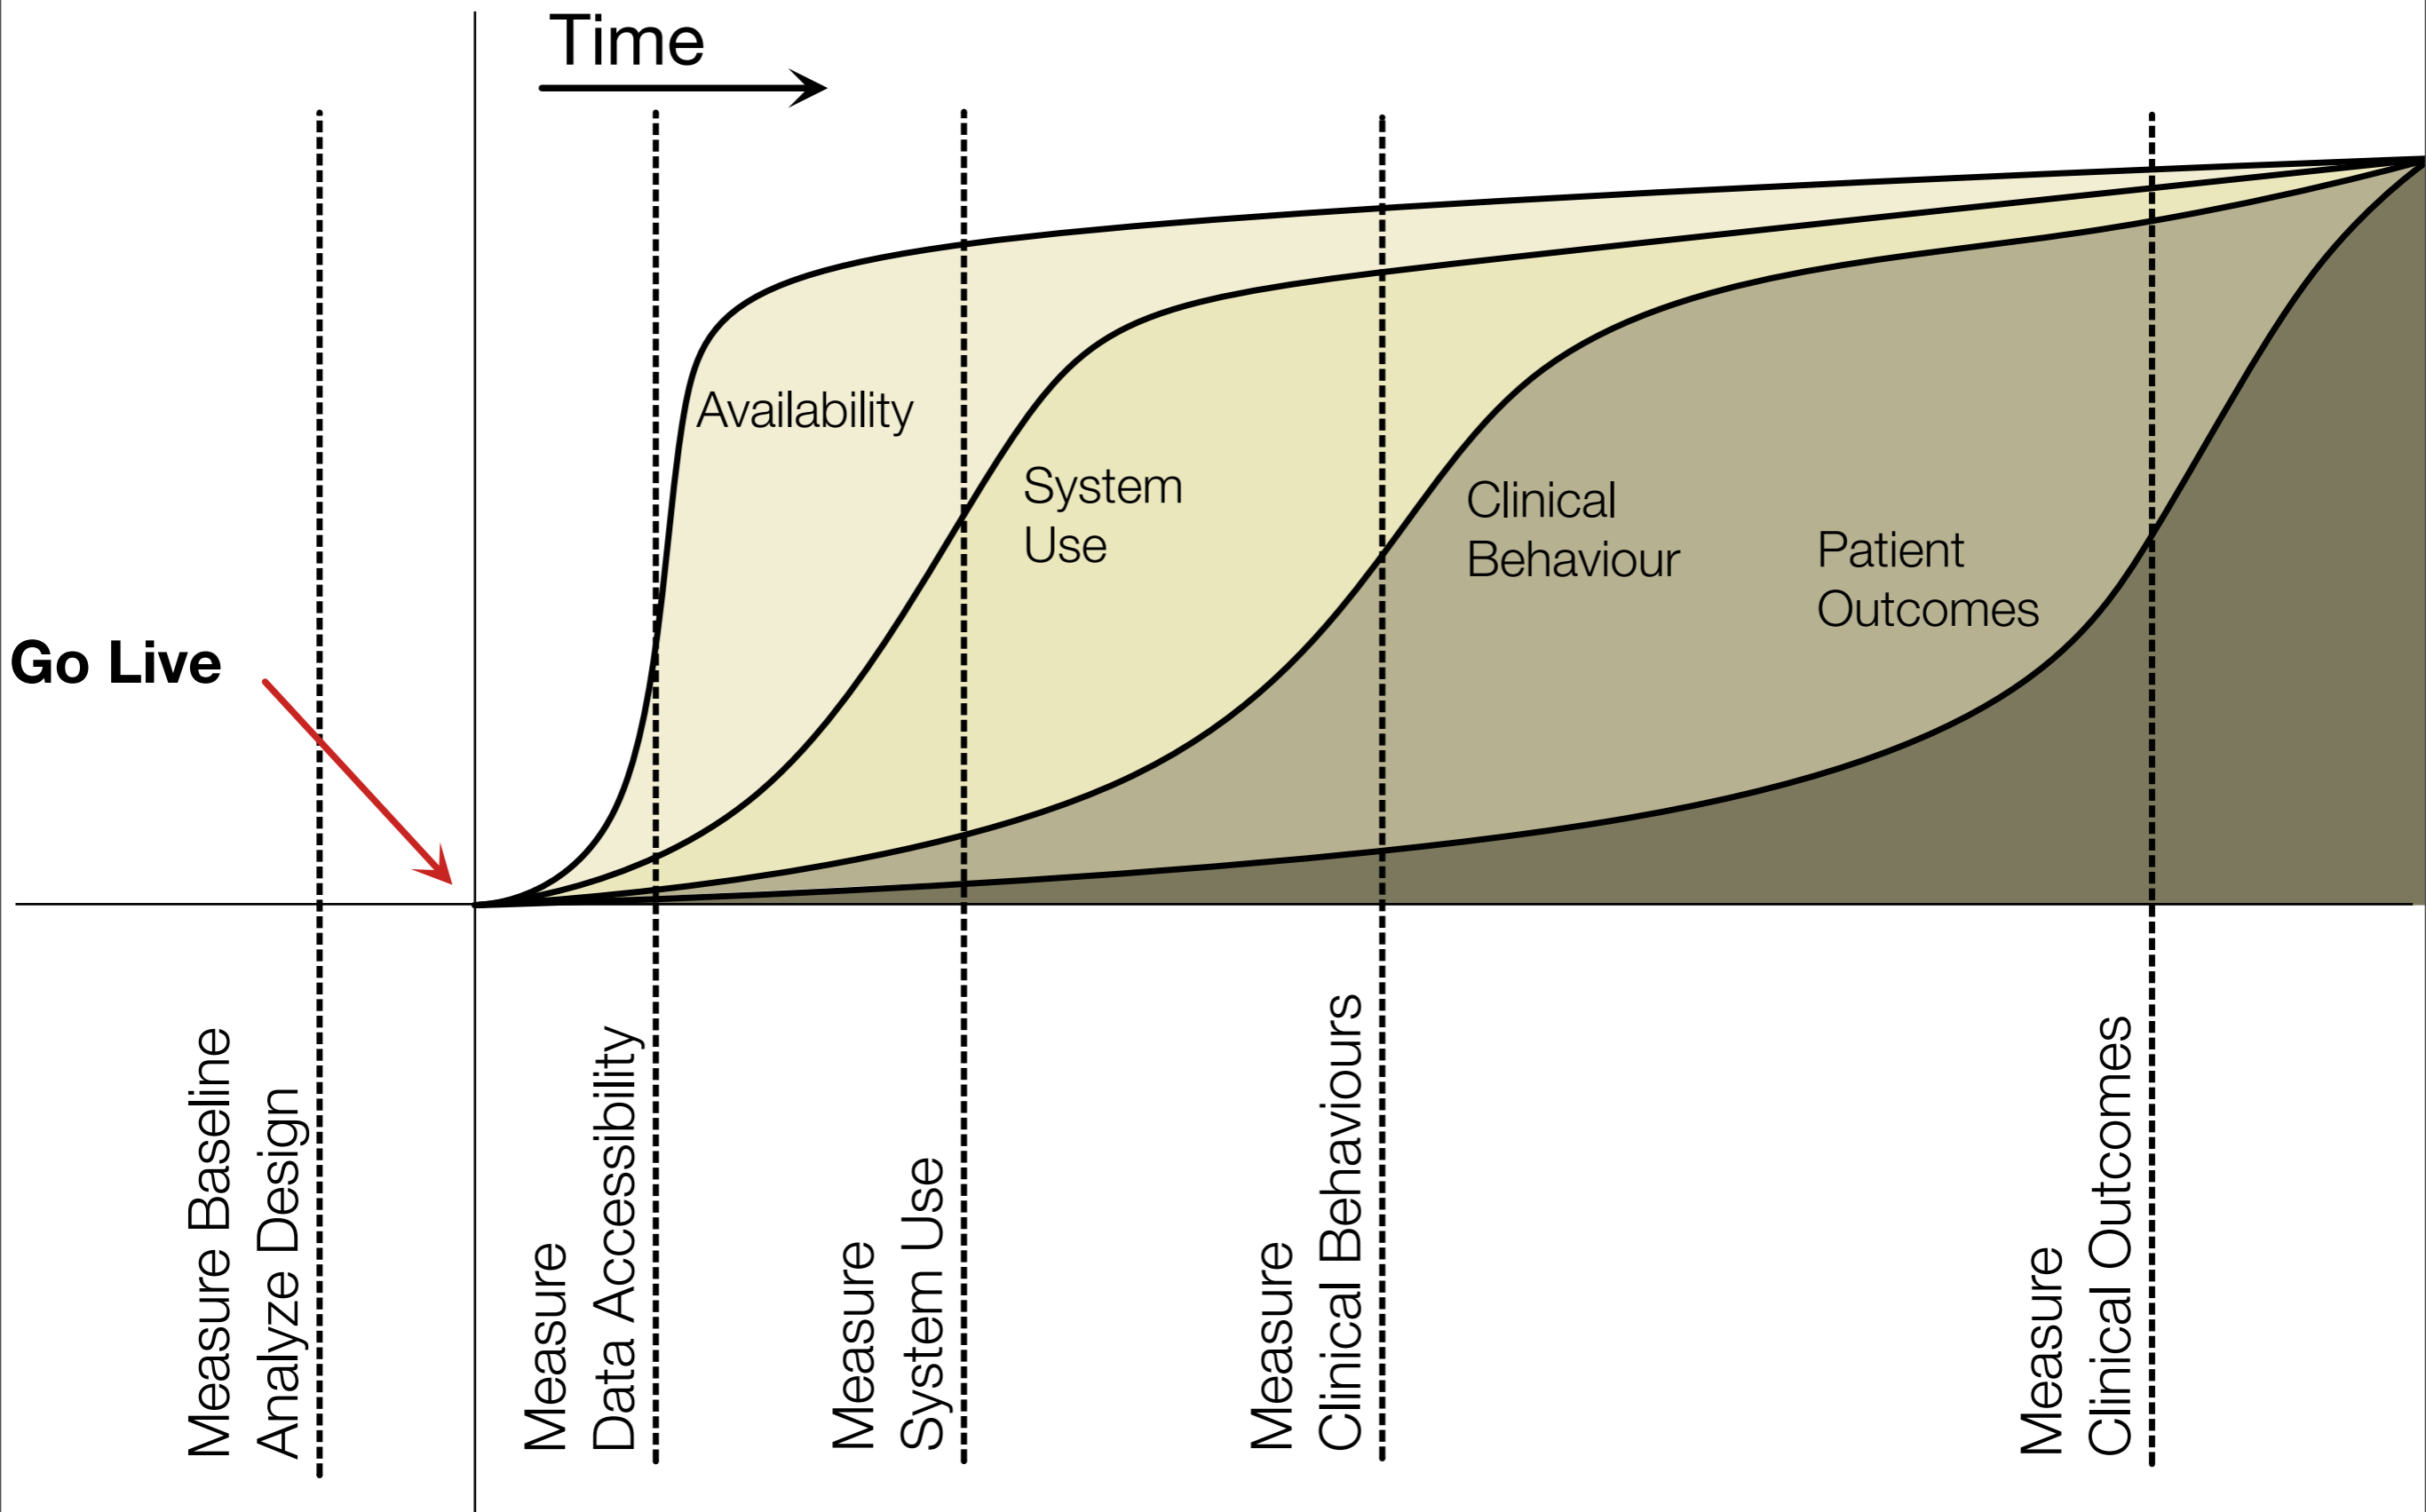 Time
Availability
System
Use
Clinical
Behaviour
Patient
Outcomes
Go Live
Measure Baseline
Analyze Design
Measure
Data Accessibility
Measure
System Use
Measure
Clinical Behaviours
Measure
Clinical Outcomes